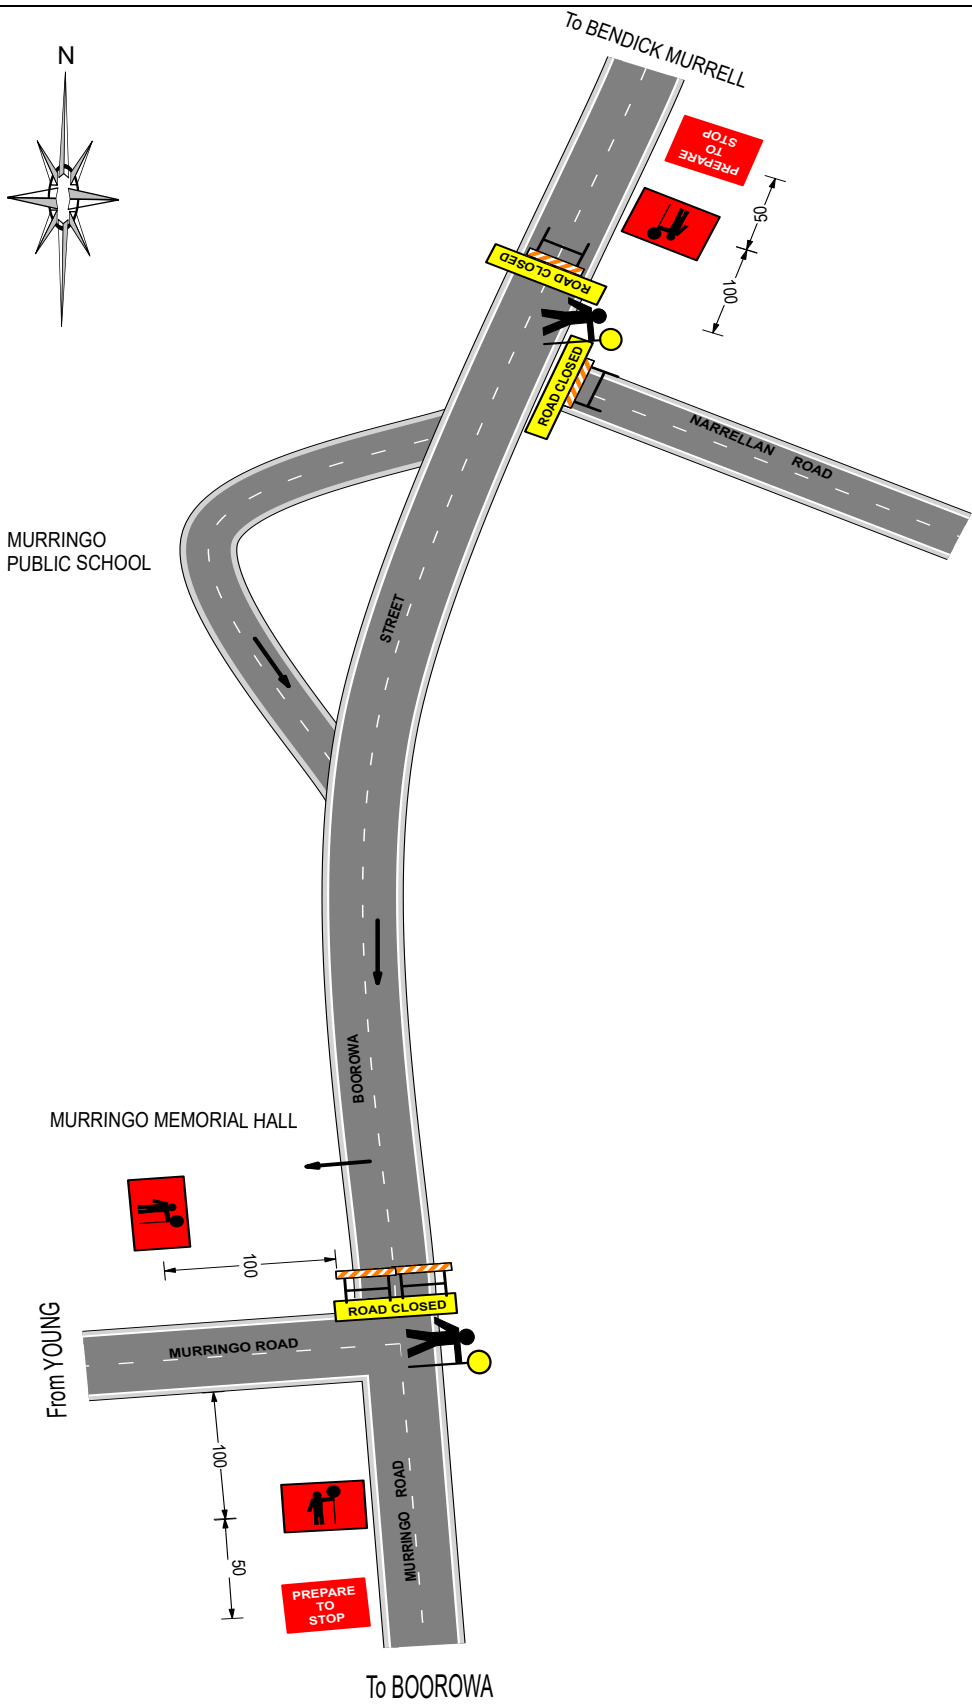 To BENDICK MURRELL
N
PREPARE
TO
STOP
50
100
ROAD CLOSED
ROAD CLOSED
NARRELLAN ROAD
MURRINGO
PUBLIC SCHOOL
STREET
BOOROWA
MURRINGO MEMORIAL HALL
100
ROAD CLOSED
From YOUNG
MURRINGO ROAD
100
MURRINGO ROAD
50
PREPARE
TO
STOP
To BOOROWA